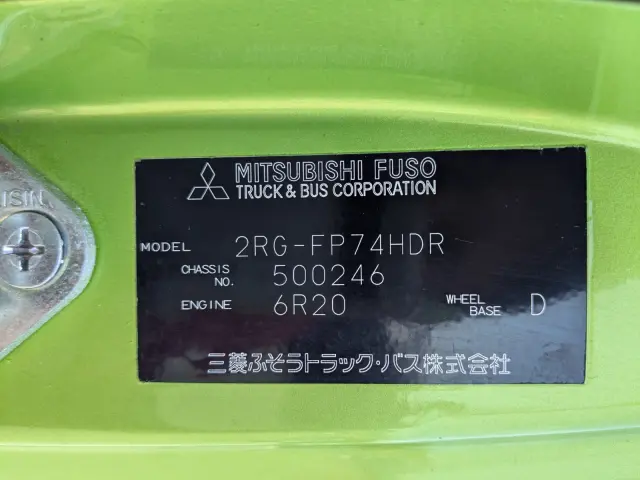 MITSUBISHI FUSO
TRUCK & BUS CORPORATION
AISIN
MODEL 2RG-FP74HDR
CHASSIS NO. 500246
ENGINE 6R20 WHEEL BASE D
三菱ふそうトラック・バス株式会社